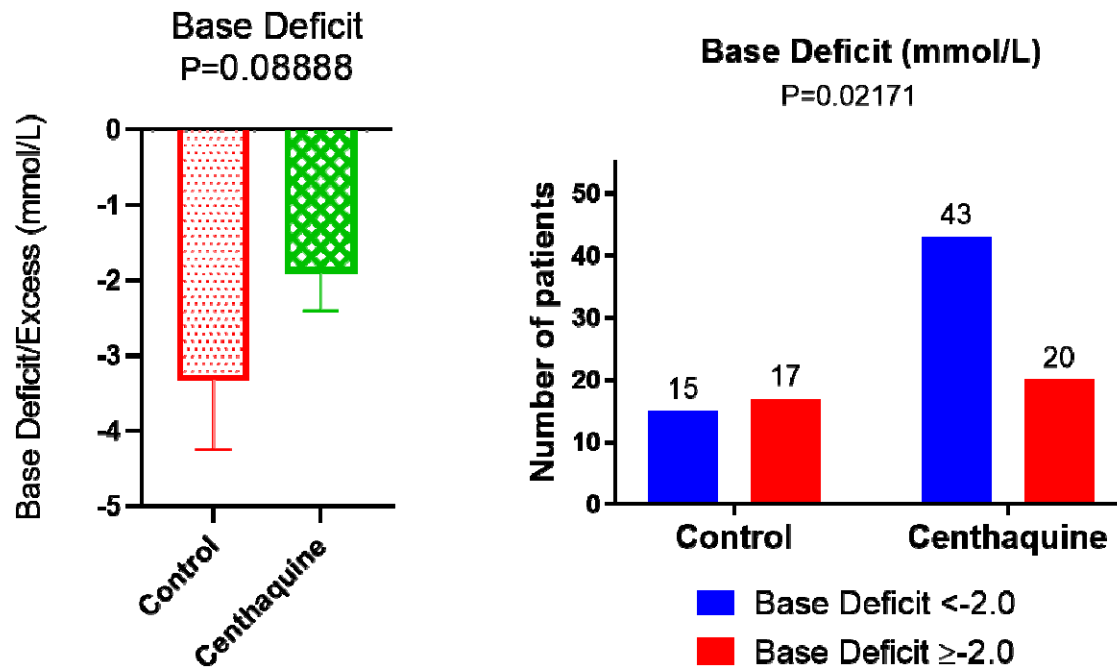 Base Deficit
P=0.08888
Base Deficit/Excess (mmol/L)
0
-1
-2
-3
-4
-5
Control
Centhaquine
Base Deficit (mmol/L)
P=0.02171
Number of patients
50
40
30
20
10
0
15
17
43
20
Control
Centhaquine
Base Deficit <-2.0
Base Deficit ≥-2.0